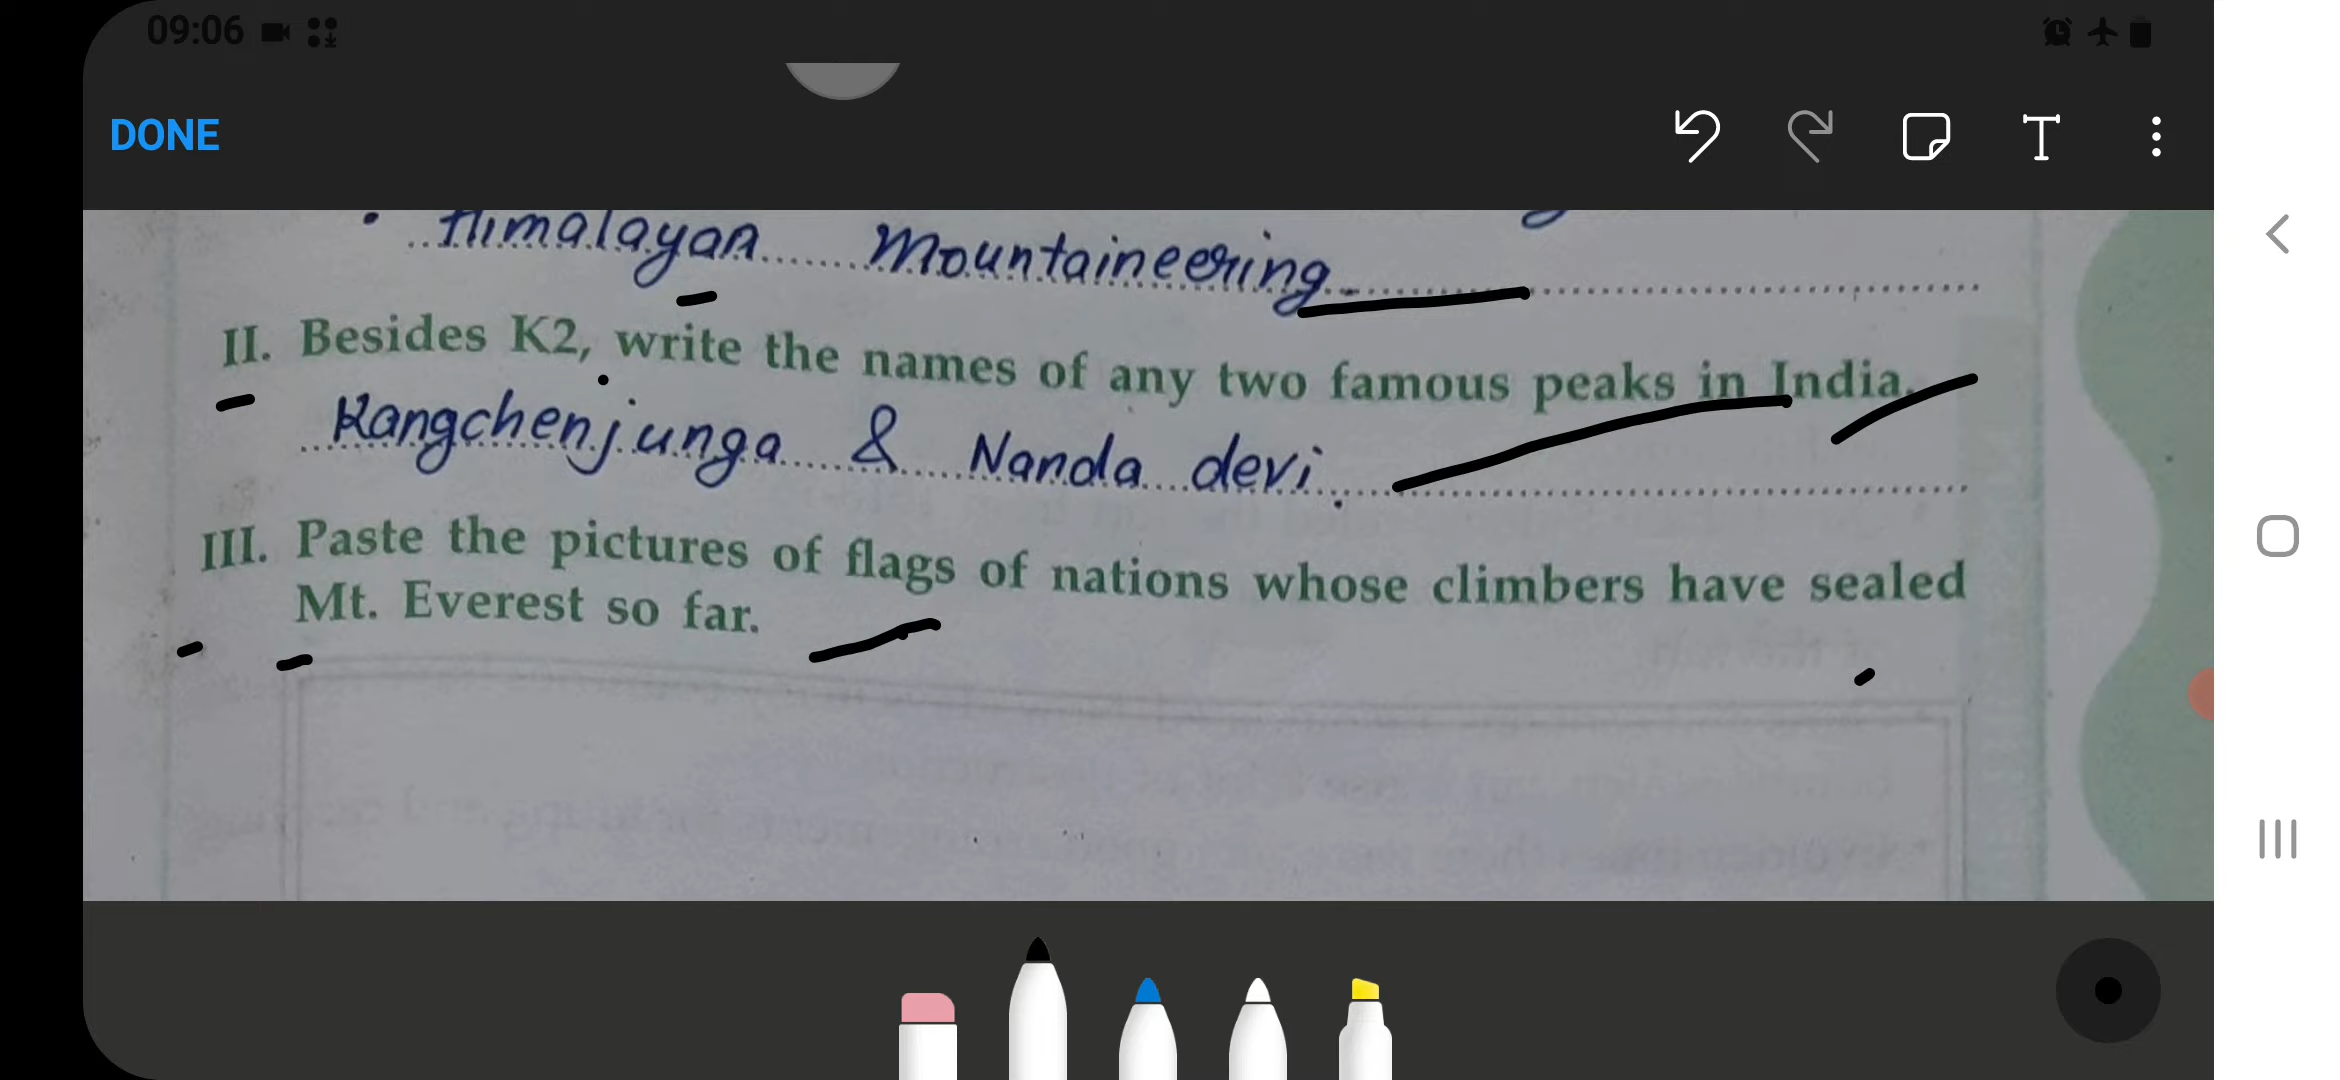 09:06
DONE
T
Himalayan Mountaineering.
II. Besides K2, write the names of any two famous peaks in India.
Kangchenjunga & Nanda devi.
III. Paste the pictures of flags of nations whose climbers have sealed
Mt. Everest so far.